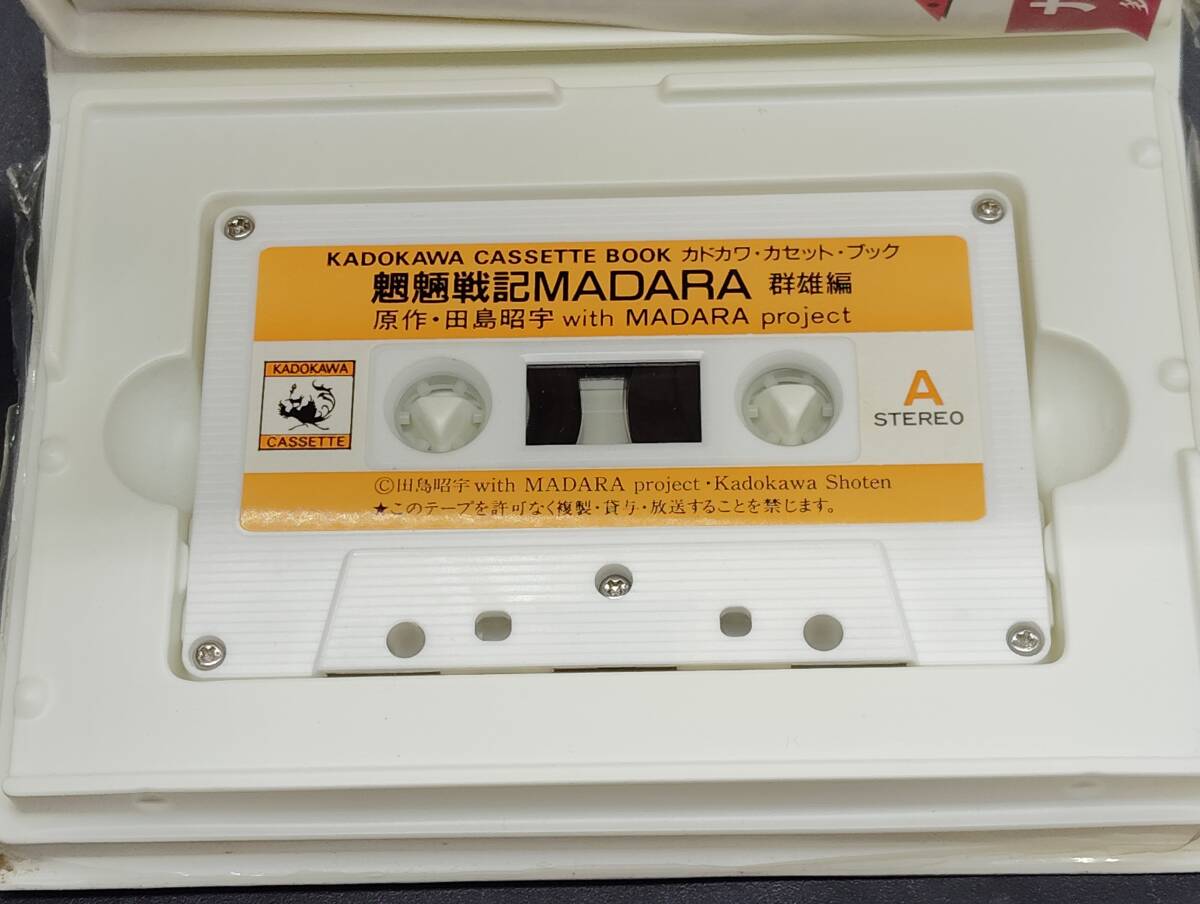 KADOKAWA CASSETTE BOOK カドカワ・カセット・ブック
魍魎戦記MADARA 群雄編
原作・田島昭宇 with MADARA project
KADOKAWA
CASSETTE
A
STEREO
©田島昭宇 with MADARA project・Kadokawa Shoten
★このテープを許可なく複製・貸与・放送することを禁じます。